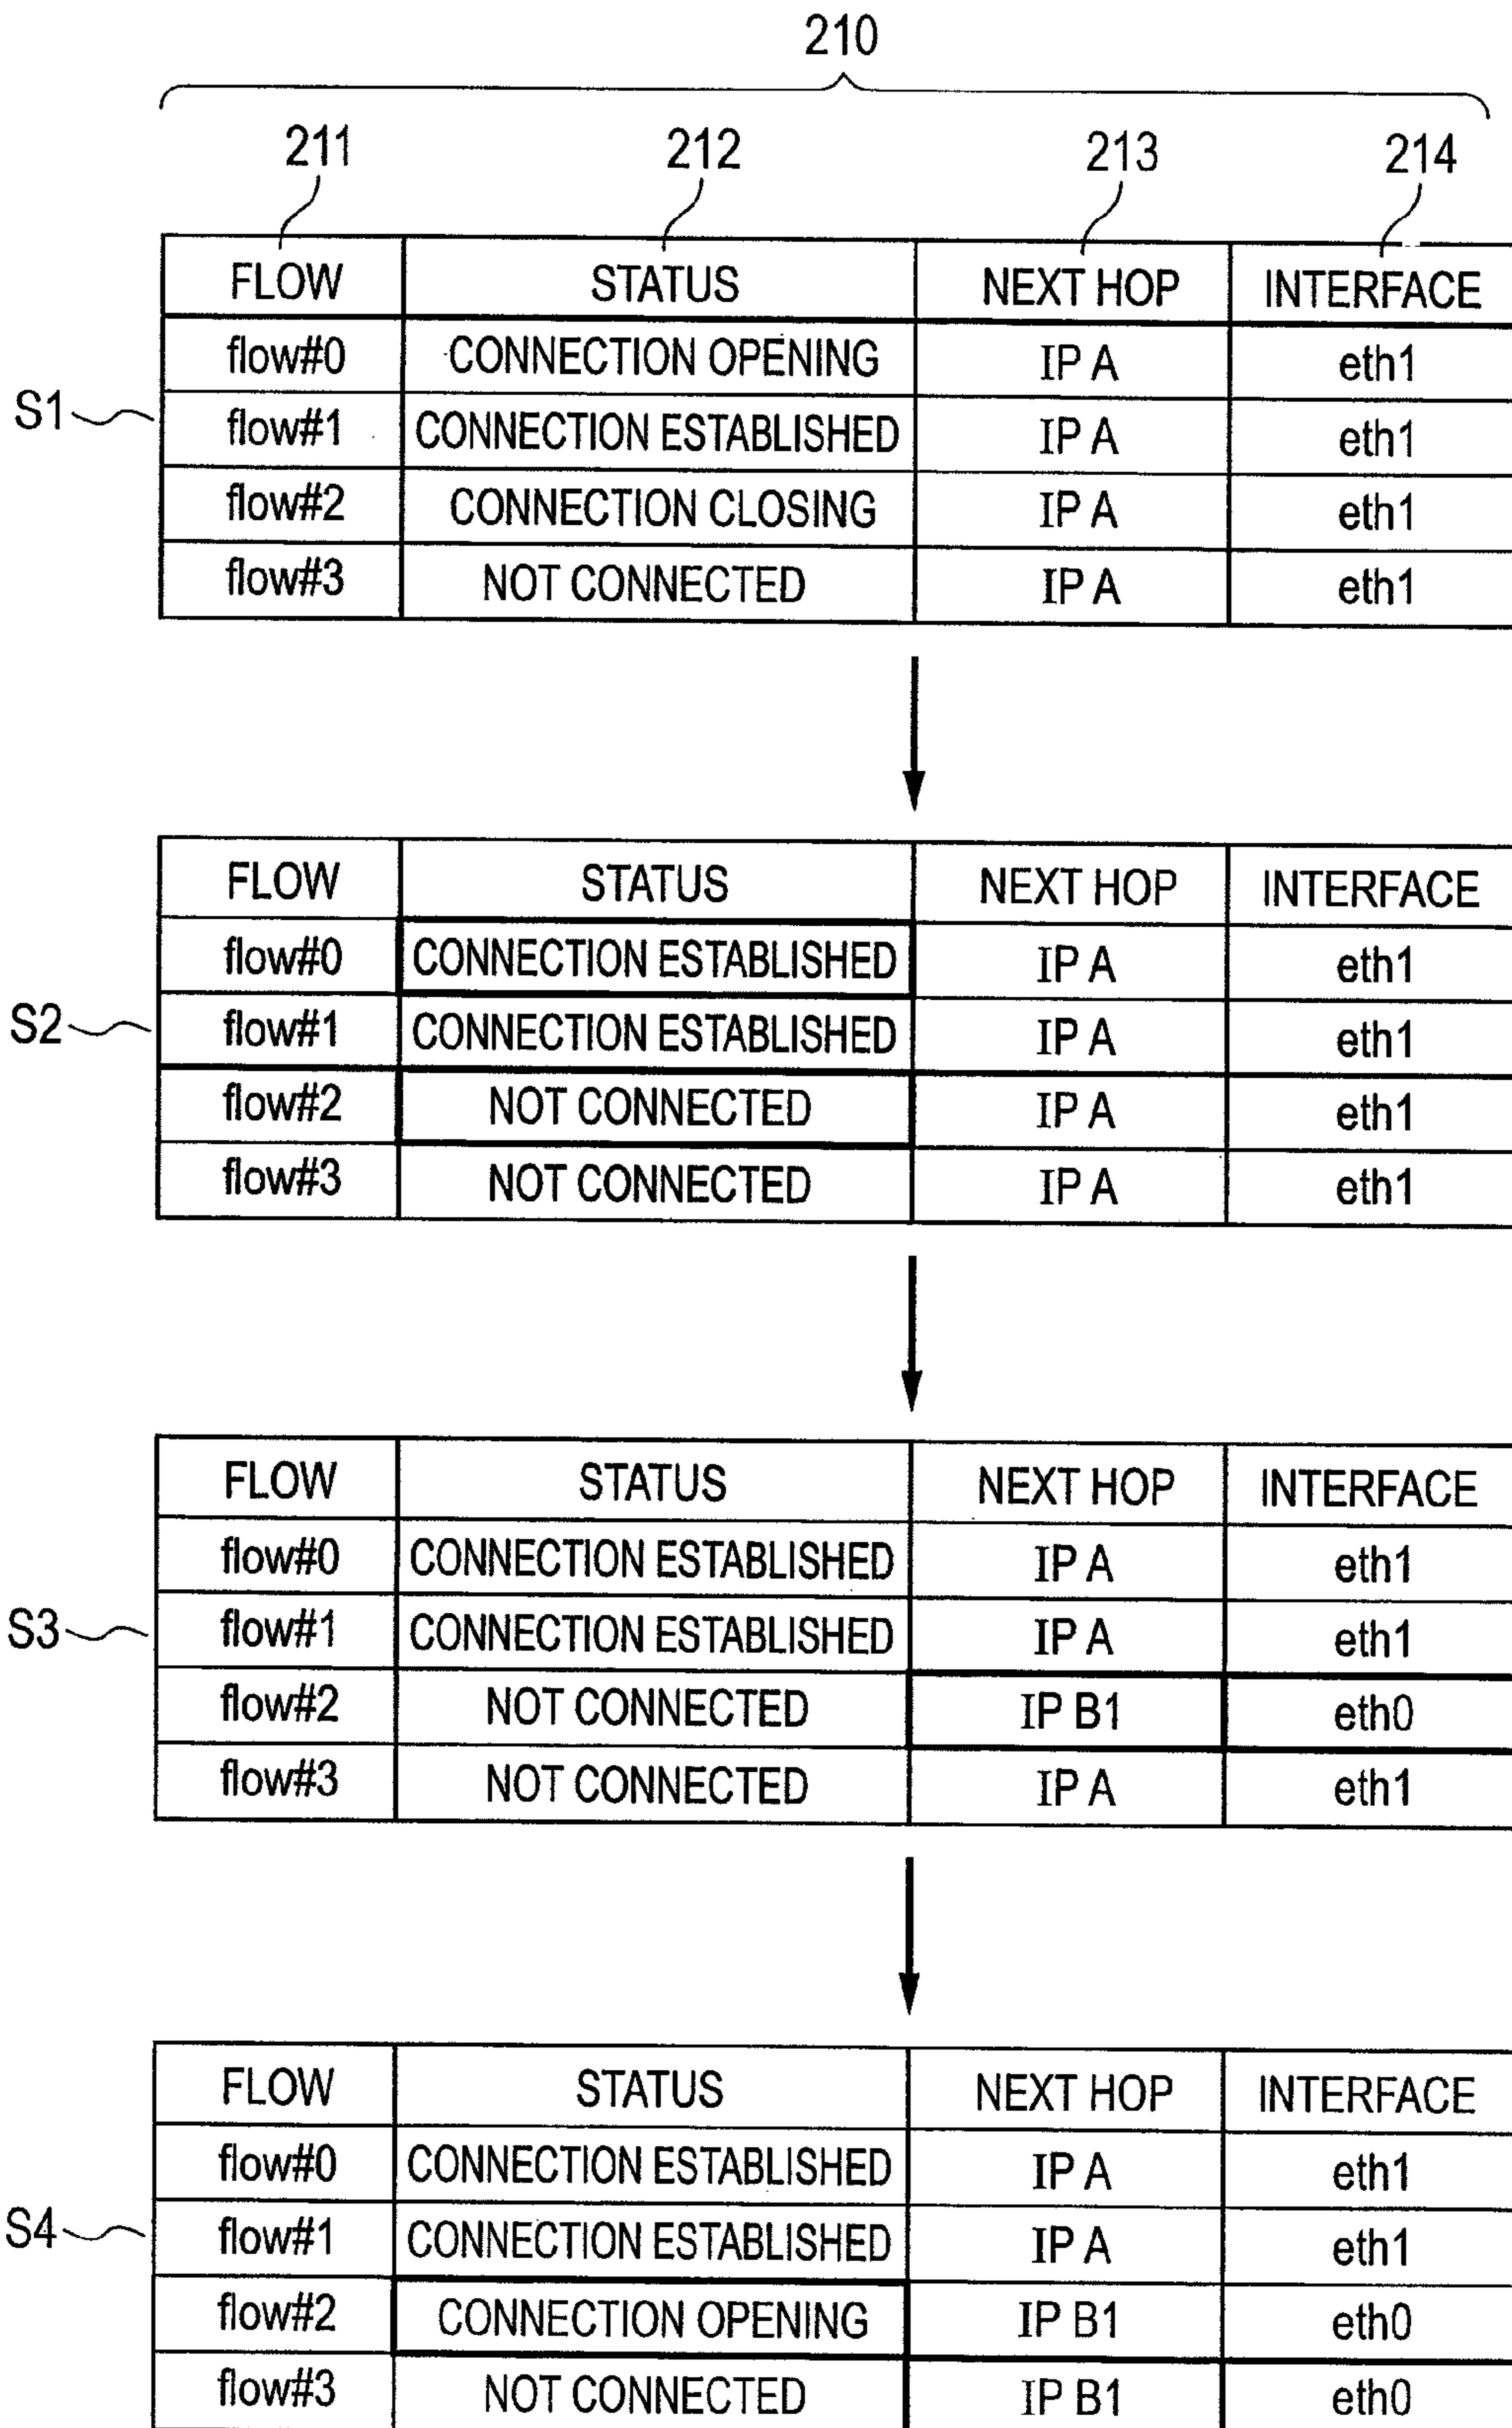 210
211 212 213 214
FLOW STATUS NEXT HOP INTERFACE
flow#0 CONNECTION OPENING IP A eth1
S1
flow#1 CONNECTION ESTABLISHED IP A eth1
flow#2 CONNECTION CLOSING IP A eth1
flow#3 NOT CONNECTED IP A eth1
FLOW STATUS NEXT HOP INTERFACE
flow#0 CONNECTION ESTABLISHED IP A eth1
S2
flow#1 CONNECTION ESTABLISHED IP A eth1
flow#2 NOT CONNECTED IP A eth1
flow#3 NOT CONNECTED IP A eth1
FLOW STATUS NEXT HOP INTERFACE
flow#0 CONNECTION ESTABLISHED IP A eth1
S3
flow#1 CONNECTION ESTABLISHED IP A eth1
flow#2 NOT CONNECTED IP B1 eth0
flow#3 NOT CONNECTED IP A eth1
FLOW STATUS NEXT HOP INTERFACE
flow#0 CONNECTION ESTABLISHED IP A eth1
S4
flow#1 CONNECTION ESTABLISHED IP A eth1
flow#2 CONNECTION OPENING IP B1 eth0
flow#3 NOT CONNECTED IP B1 eth0